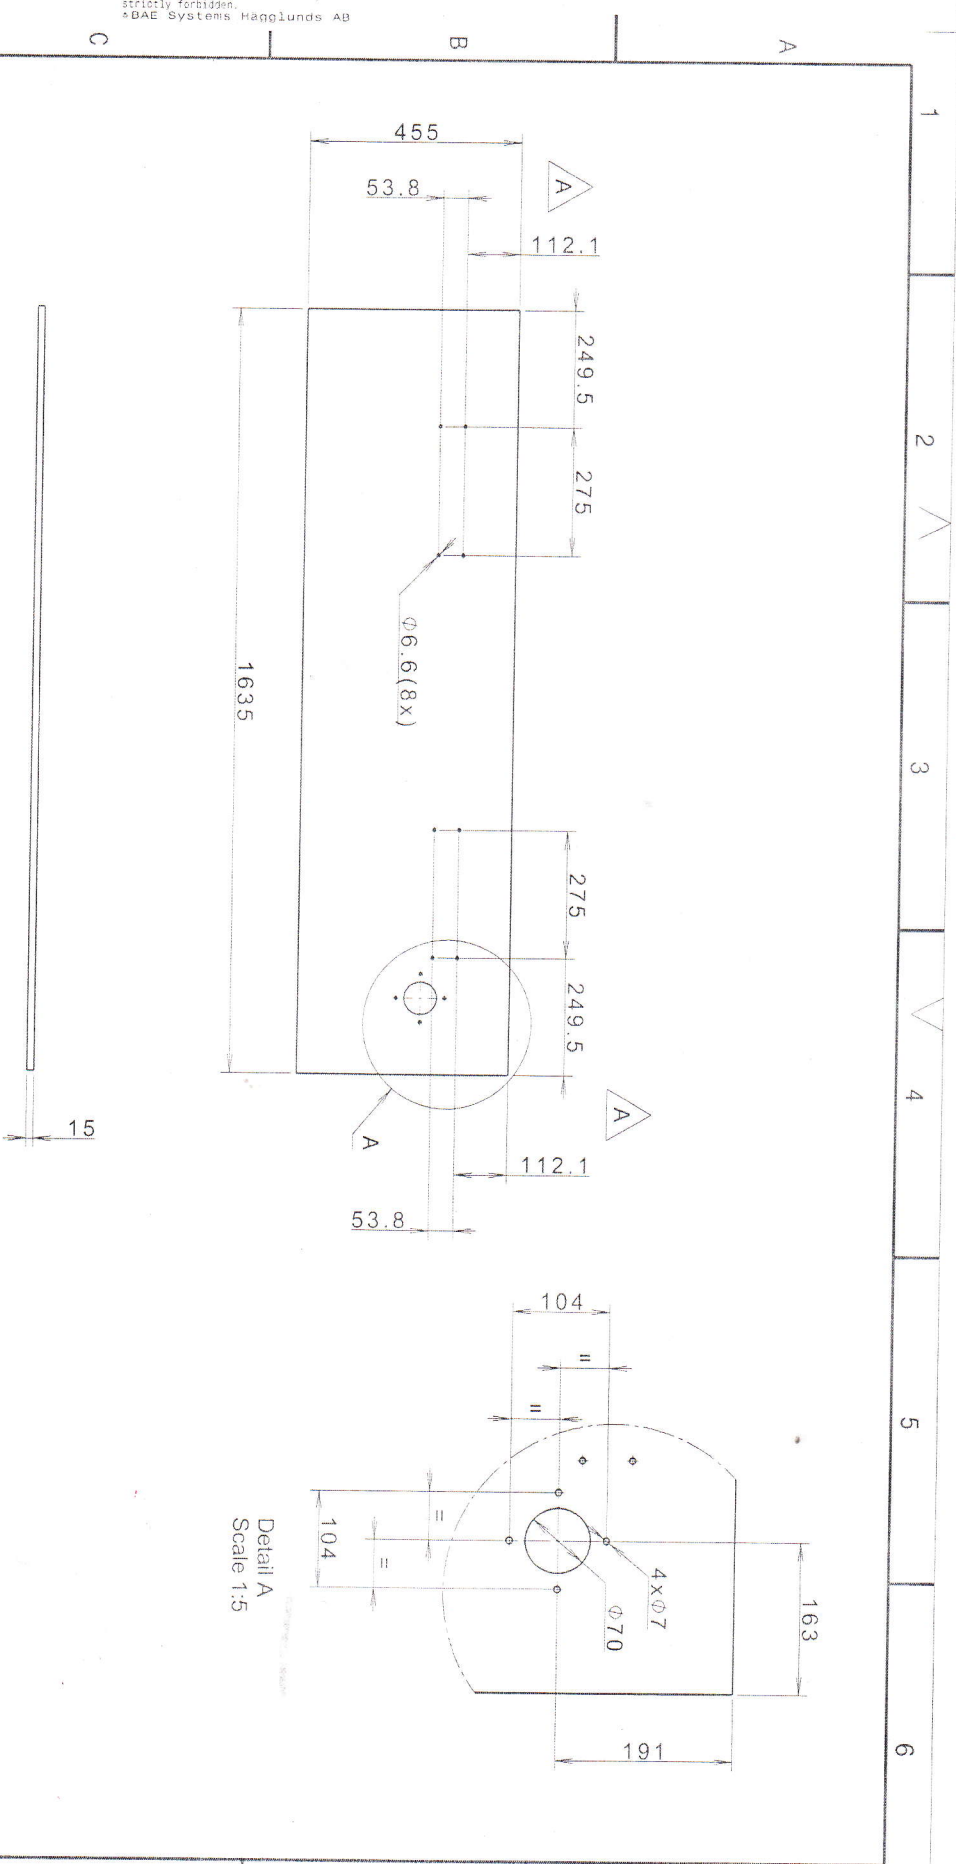 strictly forbidden.
BAE Systems Hägglunds AB
C
B
A
1
2
3
4
5
6
455
53.8
A
112.1
249.5
275
Φ6.6(8x)
1635
275
249.5
A
A
112.1
53.8
15
104
=
=
=
=
104
4xΦ7
Φ70
163
191
Detail A
Scale 1:5